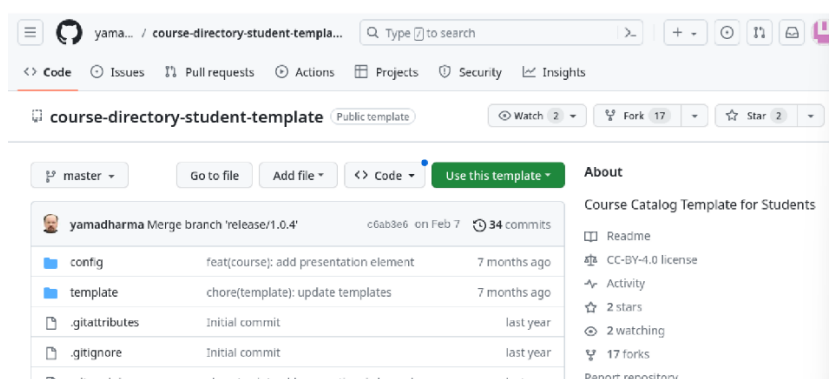 yama... / course-directory-student-templa...
Type / to search
Code Issues Pull requests Actions Projects Security Insights
course-directory-student-template Public template
Watch 2 Fork 17 Star 2
master Go to file Add file Code Use this template
About
Course Catalog Template for Students
yamadharma Merge branch 'release/1.0.4' c6ab3e6 on Feb 7 34 commits
config feat(course): add presentation element 7 months ago
template chore(template): update templates 7 months ago
.gitattributes Initial commit last year
.gitignore Initial commit last year
Readme
CC-BY-4.0 license
Activity
2 stars
2 watching
17 forks
Report repository